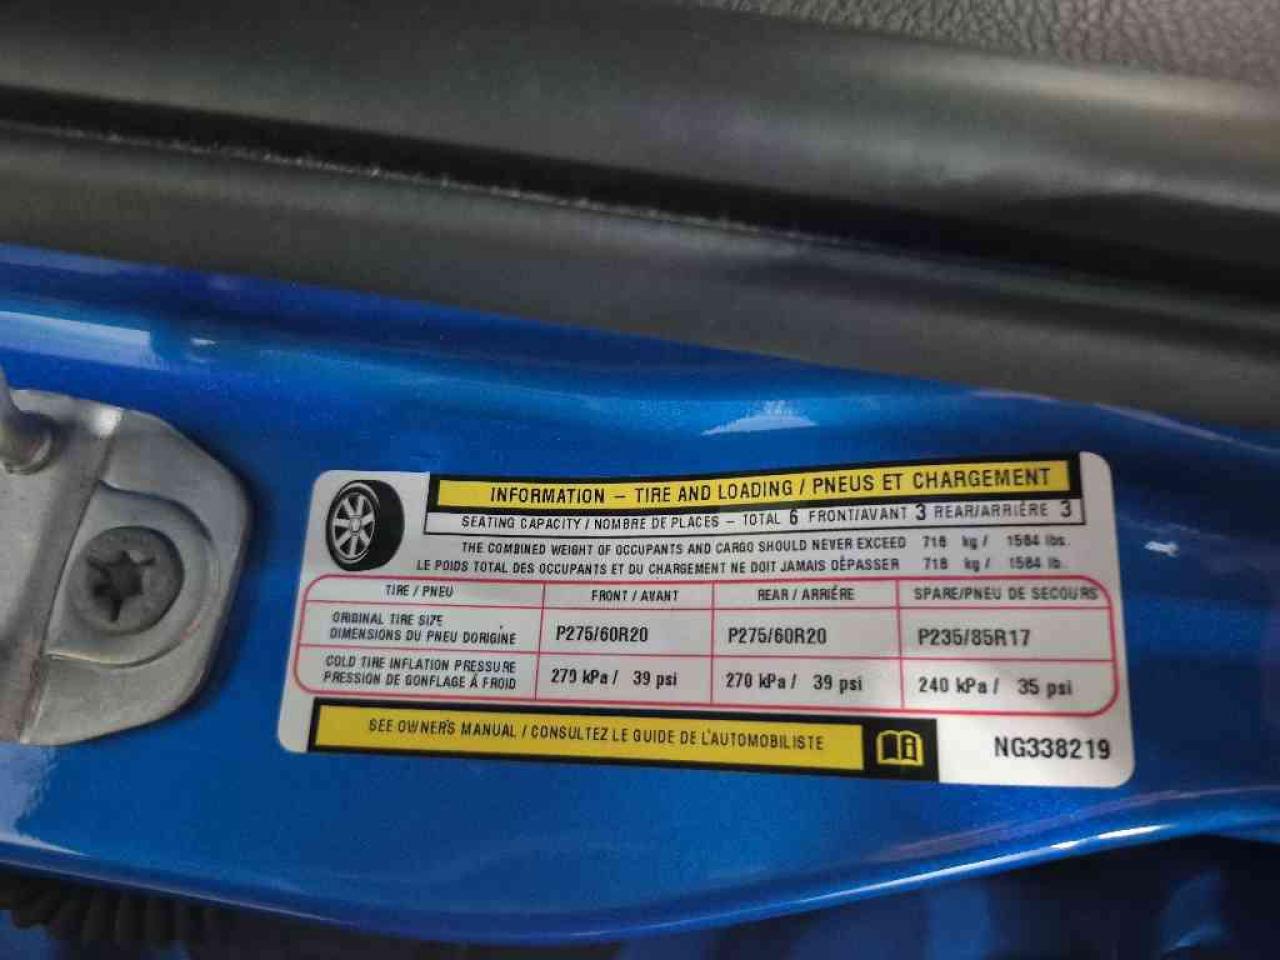 INFORMATION – TIRE AND LOADING / PNEUS ET CHARGEMENT
SEATING CAPACITY / NOMBRE DE PLACES – TOTAL 6 FRONT/AVANT 3 REAR/ARRIÉRE 3
THE COMBINED WEIGHT OF OCCUPANTS AND CARGO SHOULD NEVER EXCEED 718 kg / 1584 lbs.
LE POIDS TOTAL DES OCCUPANTS ET DU CHARGEMENT NE DOIT JAMAIS DÉPASSER 718 kg / 1584 lb.
TIRE / PNEU FRONT / AVANT REAR / ARRIÉRE SPARE/PNEU DE SECOURS
ORIGINAL TIRE SIZE
DIMENSIONS DU PNEU DORIGINE P275/60R20 P275/60R20 P235/85R17
COLD TIRE INFLATION PRESSURE
PRESSION DE GONFLAGE À FROID 270 kPa / 39 psi 270 kPa / 39 psi 240 kPa / 35 psi
SEE OWNER'S MANUAL / CONSULTEZ LE GUIDE DE L'AUTOMOBILISTE
NG338219